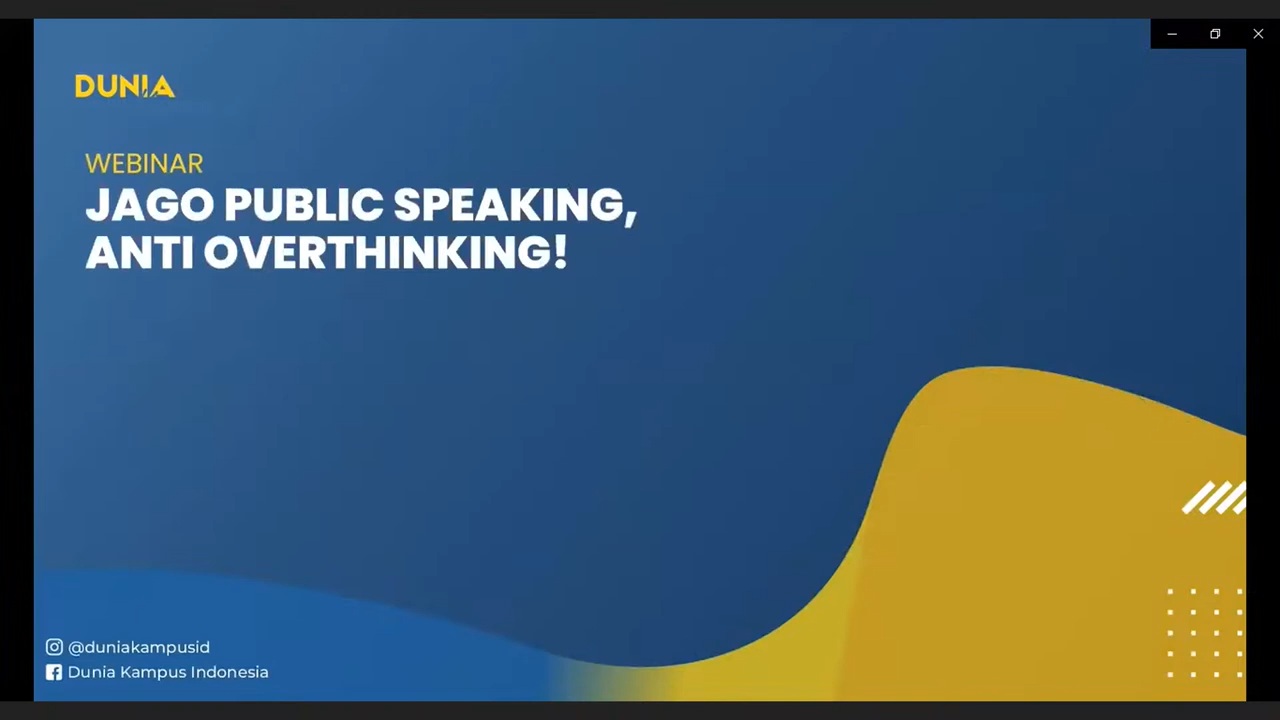 DUNIA
WEBINAR
JAGO PUBLIC SPEAKING,
ANTI OVERTHINKING!
@duniakampusid
Dunia Kampus Indonesia